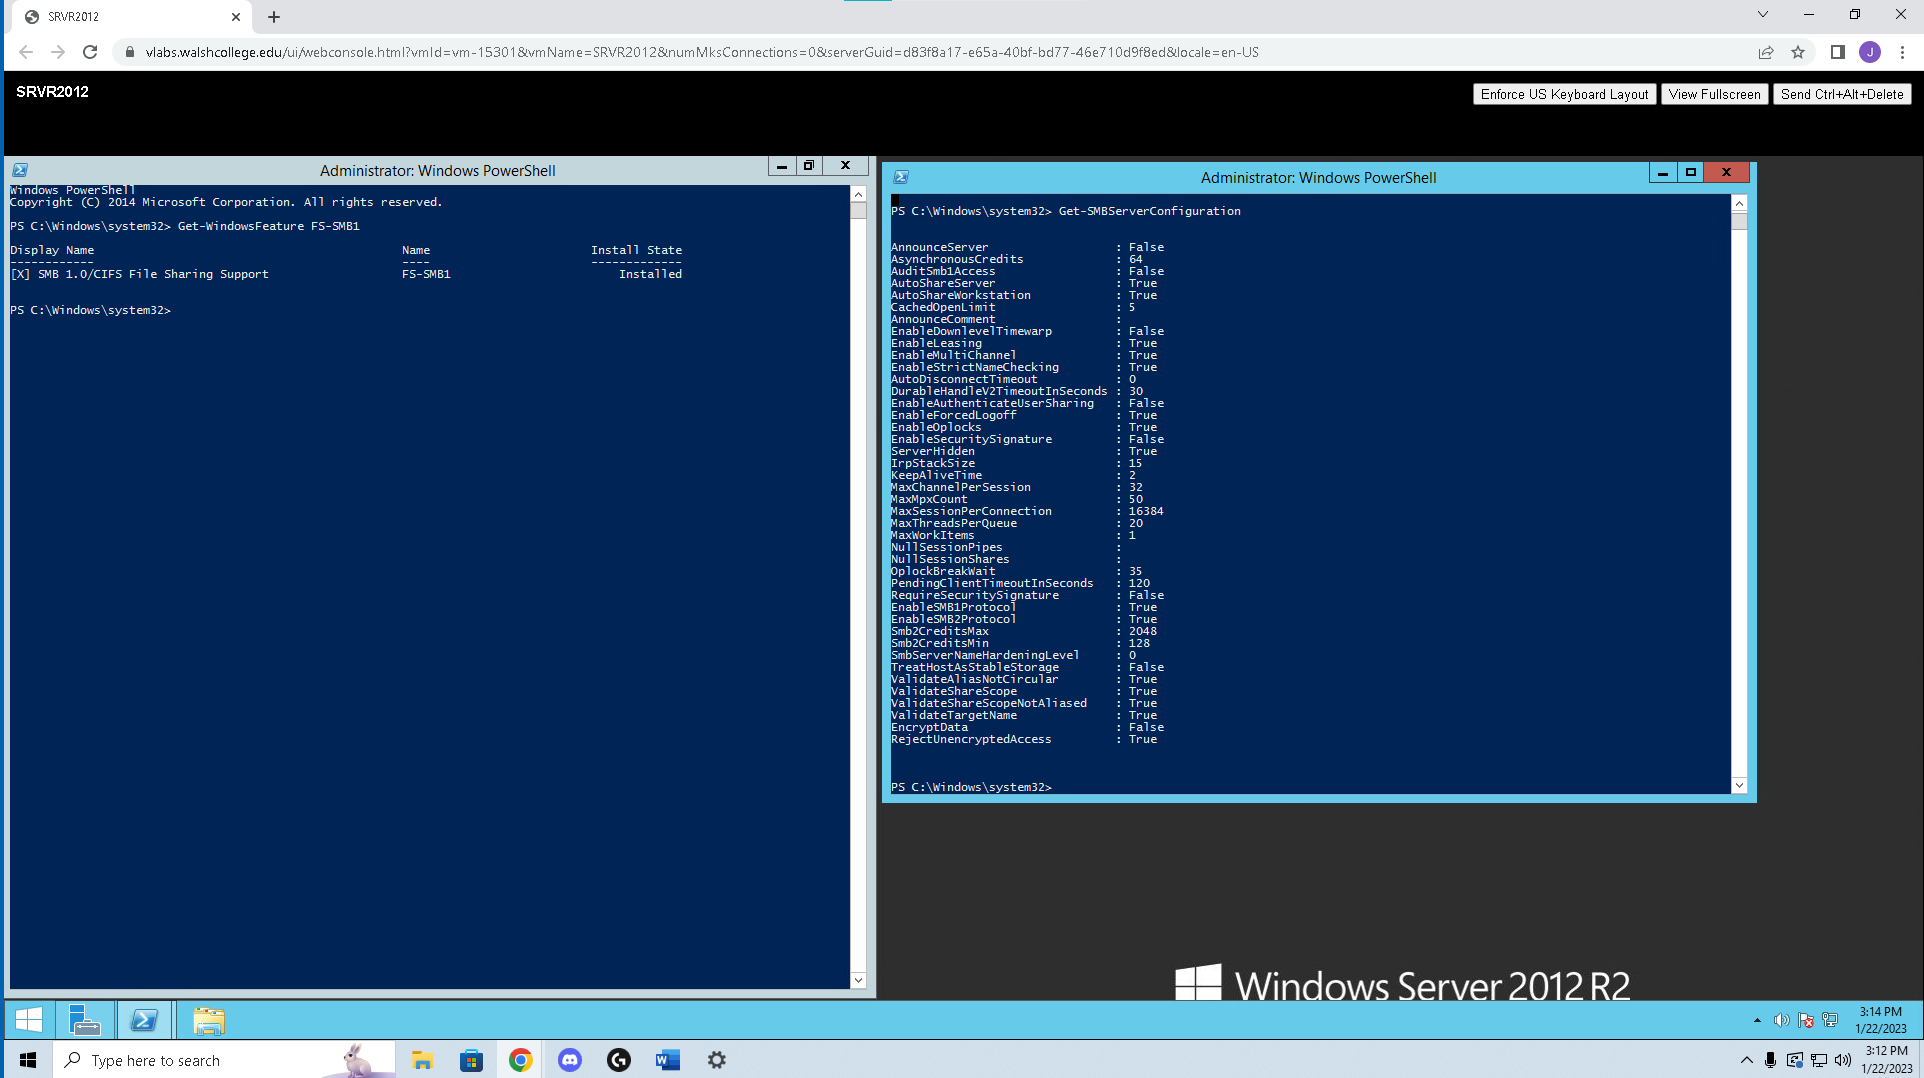 SRVR2012
vlabs.walshcollege.edu/ui/webconsole.html?vmId=vm-15301&vmName=SRVR2012&numMksConnections=0&serverGuid=d83f8a17-e65a-40bf-bd77-46e710d9f8ed&locale=en-US
J
SRVR2012
Enforce US Keyboard Layout
View Fullscreen
Send Ctrl+Alt+Delete
Administrator: Windows PowerShell
Windows PowerShell
Copyright (C) 2014 Microsoft Corporation. All rights reserved.
PS C:\Windows\system32> Get-WindowsFeature FS-SMB1
Display Name Name Install State
------------ ---- -------------
[X] SMB 1.0/CIFS File Sharing Support FS-SMB1 Installed
PS C:\Windows\system32>
Administrator: Windows PowerShell
PS C:\Windows\system32> Get-SMBServerConfiguration
AnnounceServer : False
AsynchronousCredits : 64
AuditSmb1Access : False
AutoShareServer : True
AutoShareWorkstation : True
CachedOpenLimit : 5
AnnounceComment :
EnableDownlevelTimewarp : False
EnableLeasing : True
EnableMultiChannel : True
EnableStrictNameChecking : True
AutoDisconnectTimeout : 0
DurableHandleV2TimeoutInSeconds : 30
EnableAuthenticateUserSharing : False
EnableForcedLogoff : True
EnableOplocks : True
EnableSecuritySignature : False
ServerHidden : True
IrpStackSize : 15
KeepAliveTime : 2
MaxChannelPerSession : 32
MaxMpxCount : 50
MaxSessionPerConnection : 16384
MaxThreadsPerQueue : 20
MaxWorkItems : 1
NullSessionPipes :
NullSessionShares :
OplockBreakWait : 35
PendingClientTimeoutInSeconds : 120
RequireSecuritySignature : False
EnableSMB1Protocol : True
EnableSMB2Protocol : True
Smb2CreditsMax : 2048
Smb2CreditsMin : 128
SmbServerNameHardeningLevel : 0
TreatHostAsStableStorage : False
ValidateAliasNotCircular : True
ValidateShareScope : True
ValidateShareScopeNotAliased : True
ValidateTargetName : True
EncryptData : False
RejectUnencryptedAccess : True
PS C:\Windows\system32>
Windows Server 2012 R2
3:14 PM
1/22/2023
Type here to search
3:12 PM
1/22/2023